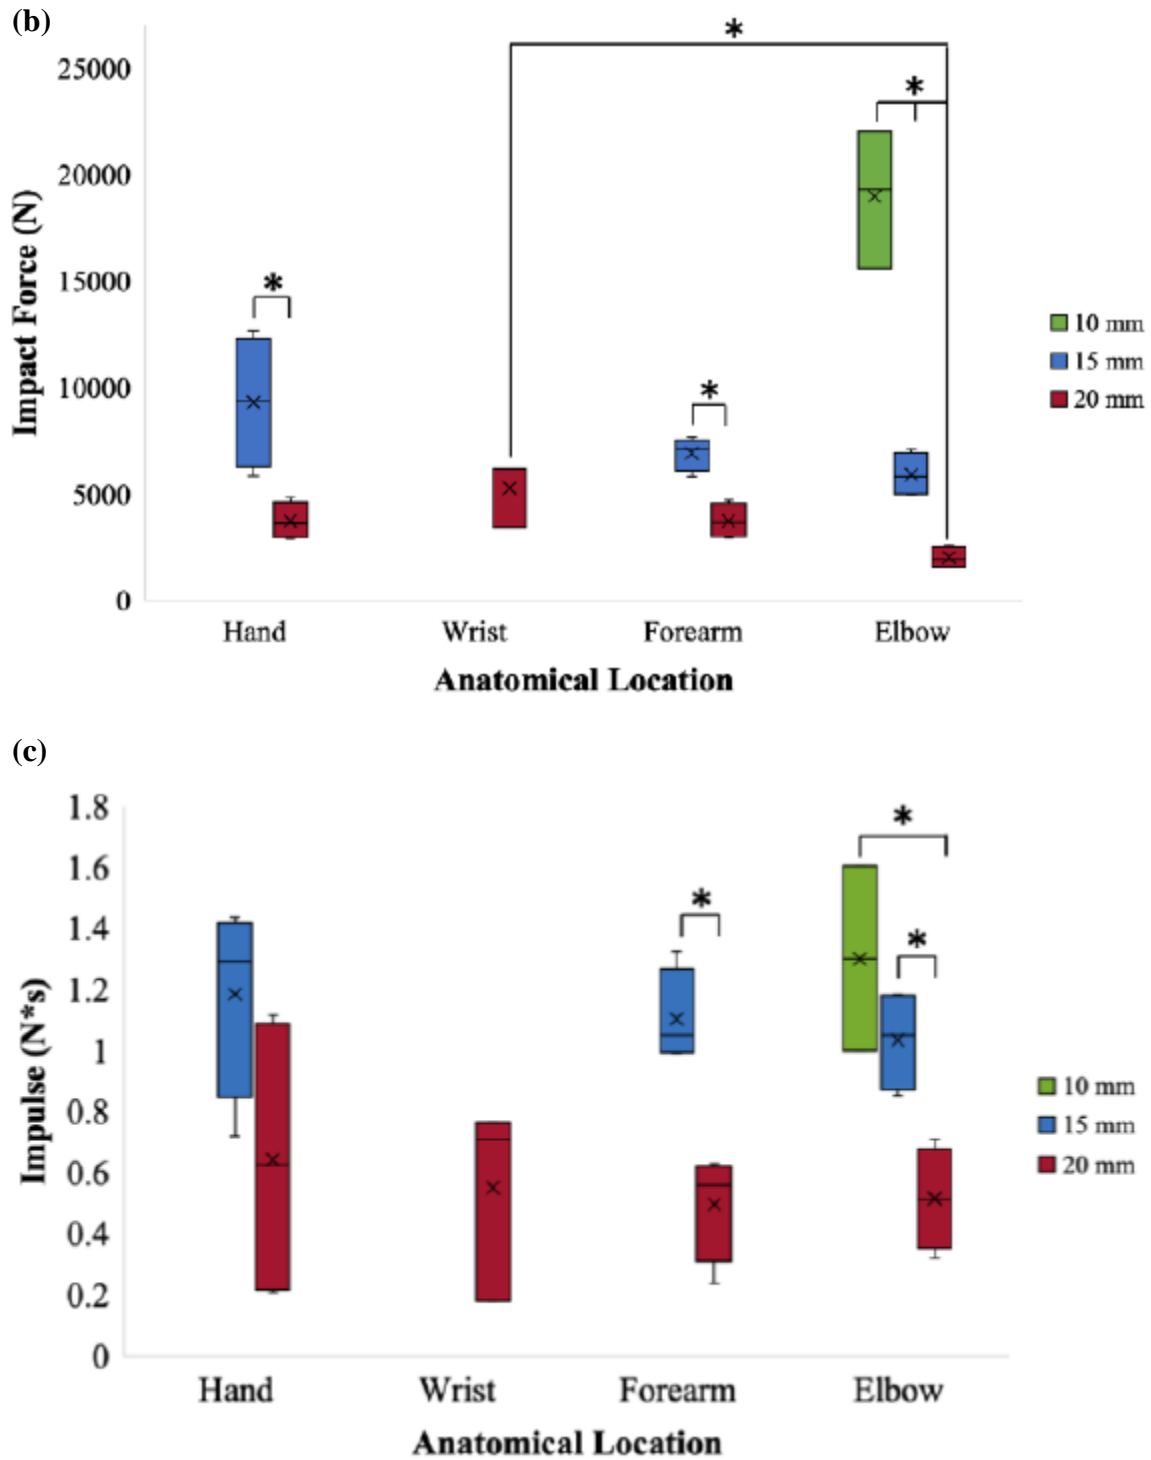 (b)
*
25000
*
20000
Impact Force (N)
15000
*
10 mm
15 mm
10000
*
20 mm
5000
0
Hand Wrist Forearm Elbow
Anatomical Location
(c)
1.8
*
1.6
*
1.4
*
1.2
Impulse (N*s)
1
10 mm
0.8
15 mm
20 mm
0.6
0.4
0.2
0
Hand Wrist Forearm Elbow
Anatomical Location